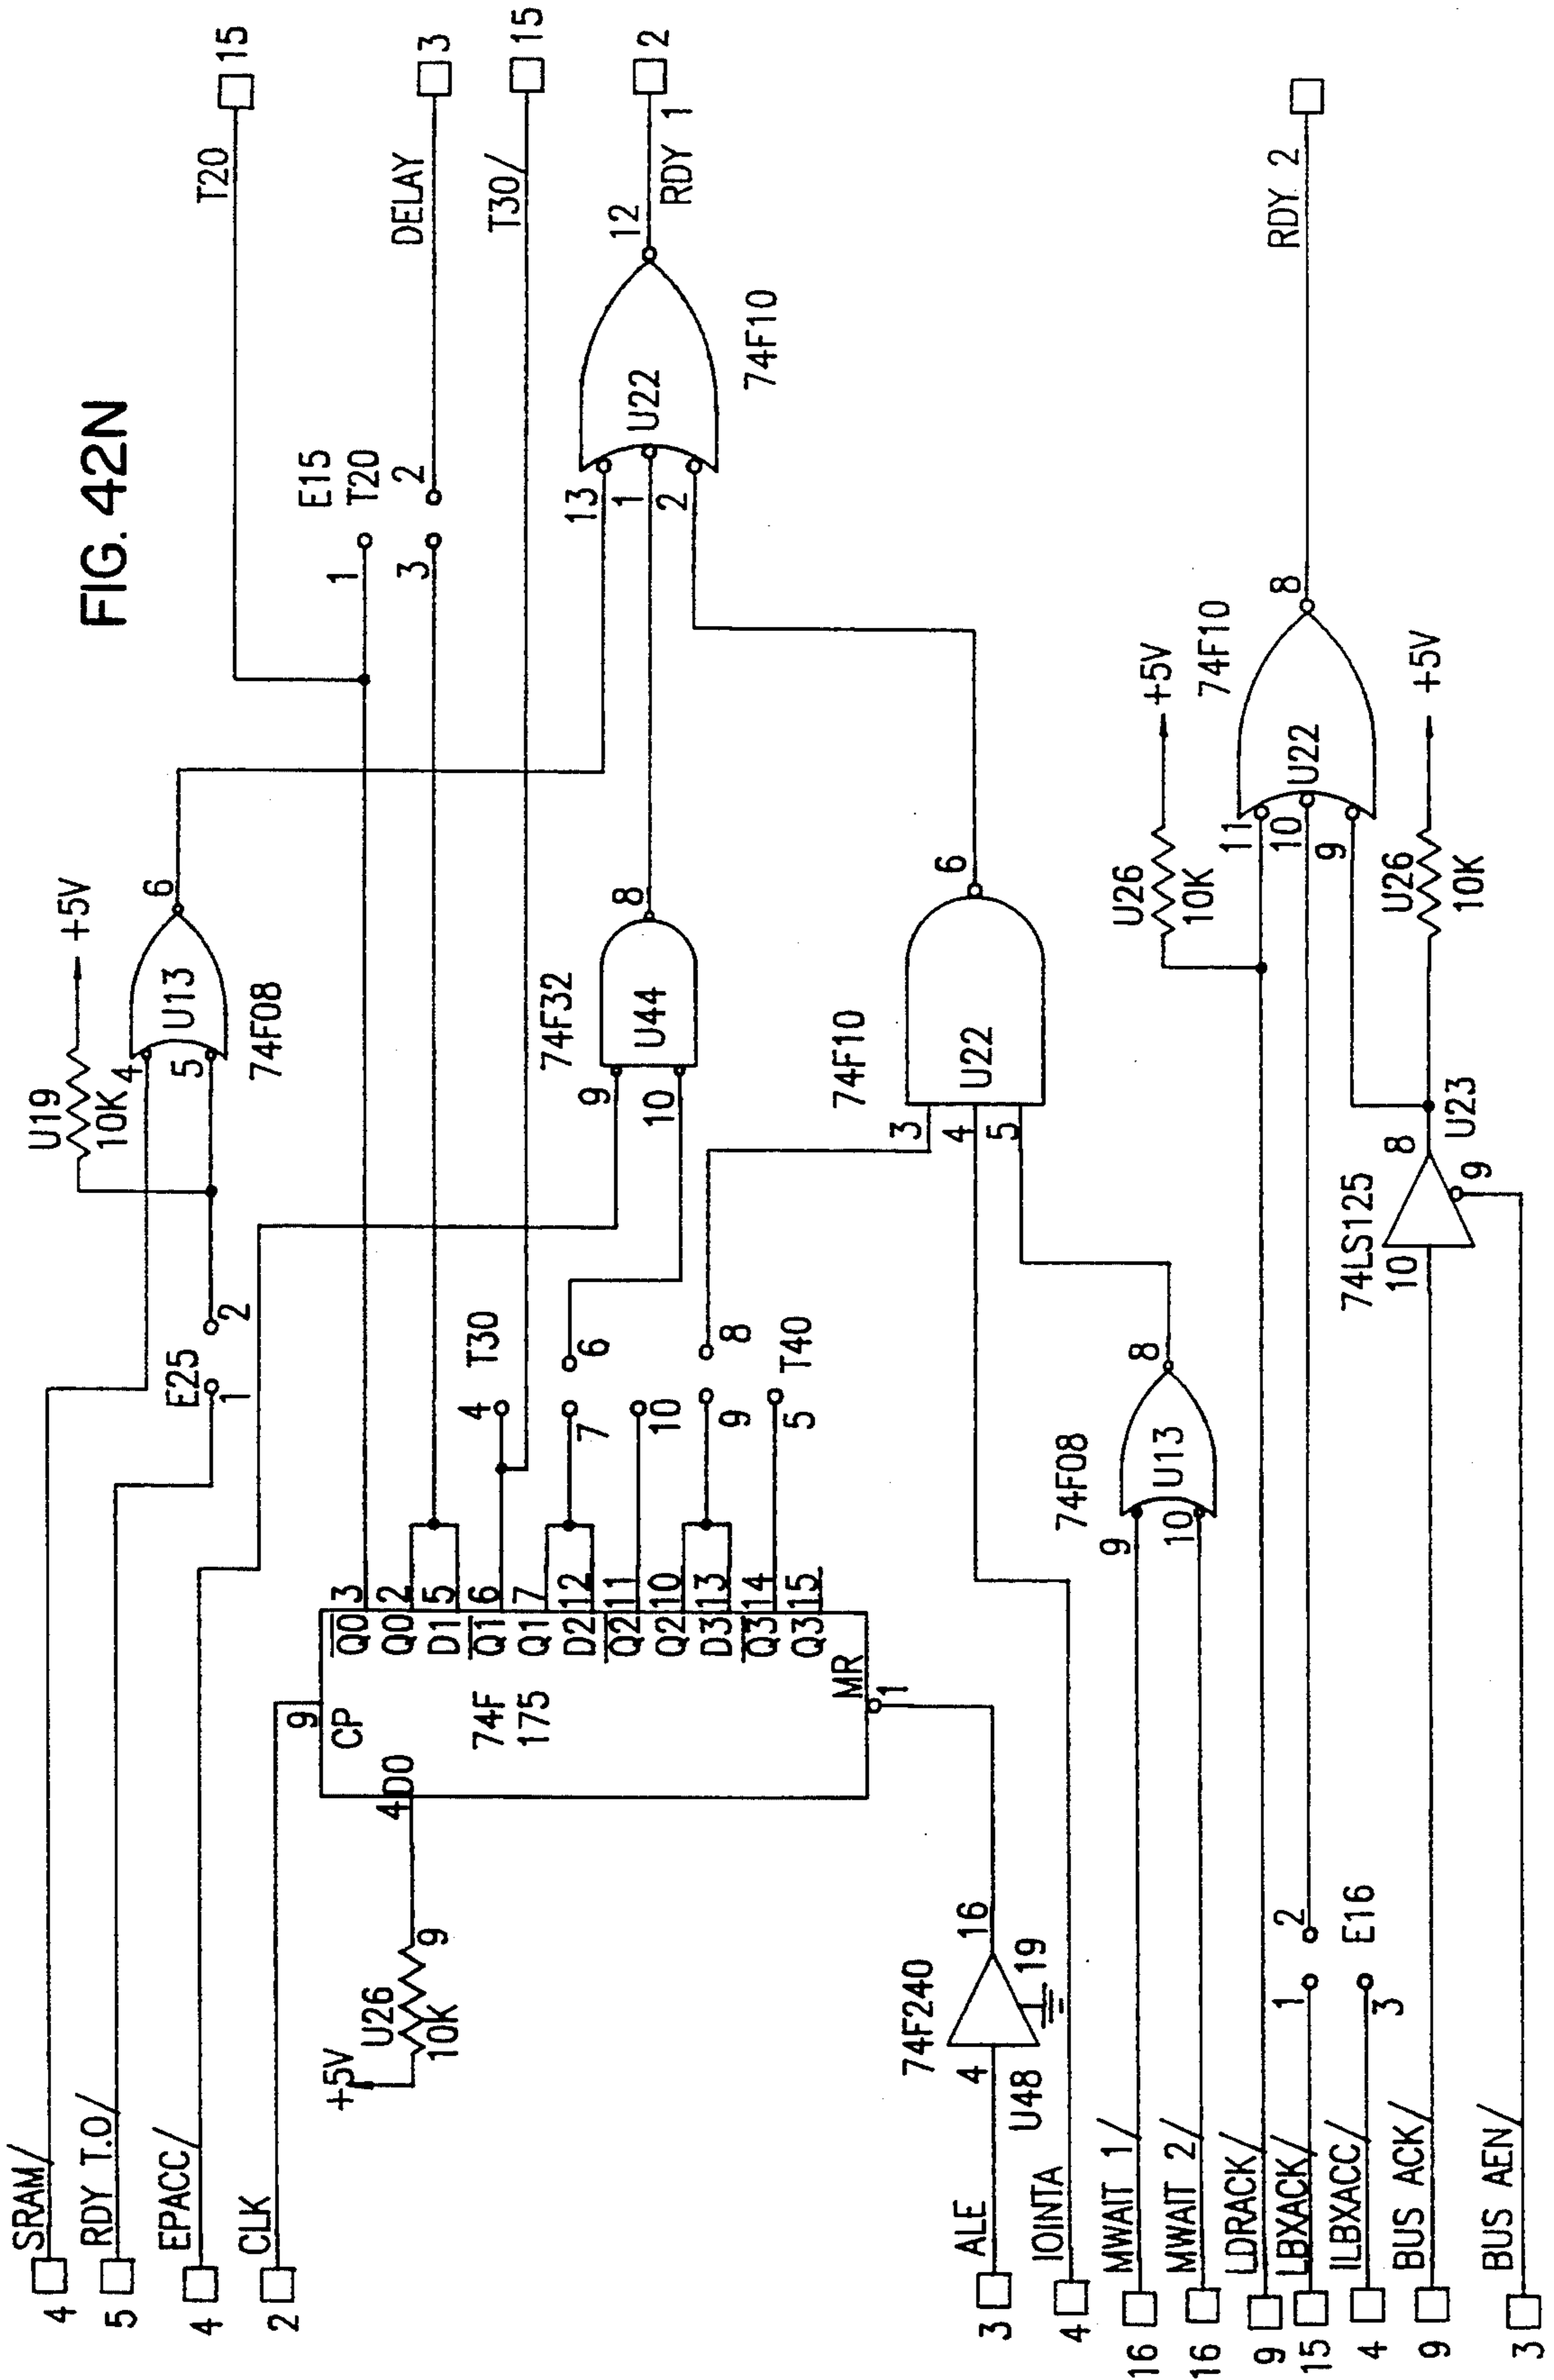 FIG. 42N
SRAM/
4
RDY T.O/
5
EPACC/
4
CLK
2
U19
10K
+5V
4
5
U13
6
74F08
E25
1
2
T20
15
E15
T20
1
3
2
DELAY
3
T30/
15
13
1
2
U22
12
74F10
RDY 1
2
74F32
9
10
U44
8
+5V
U26
10K
9
4
D0
9
CP
74F
175
MR
1
Q0 3
Q0 2
D1 5
Q1 6
Q1 7
D2 12
Q2 11
Q2 10
D3 13
Q3 14
Q3 15
4
T30
7
6
10
9
8
5
T40
74F10
3
4
5
U22
6
ALE
3
74F240
4
16
19
U48
IOINTA
4
MWAIT 1/
16
MWAIT 2/
16
74F08
9
10
U13
8
LDRACK/
9
LBXACK/
15
ILBXACC/
4
1
2
3
E16
BUS ACK/
9
BUS AEN/
3
74LS125
10
8
9
U23
U26
10K
+5V
U26
10K
+5V
11
10
9
U22
74F10
8
RDY 2